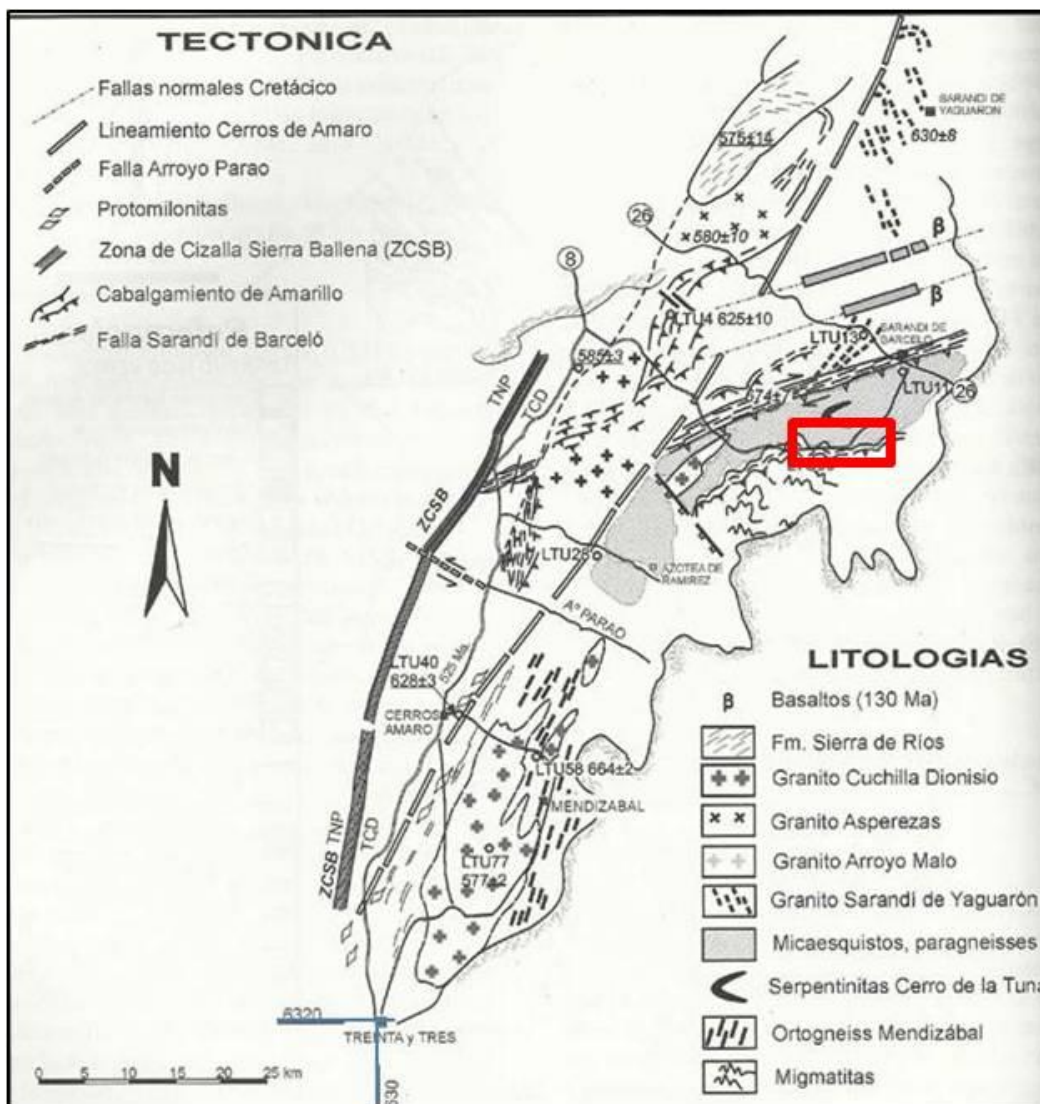 TECTONICA
Fallas normales Cretácico
Lineamiento Cerros de Amaro
Falla Arroyo Parao
Protomilonitas
Zona de Cizalla Sierra Ballena (ZCSB)
Cabalgamiento de Amarillo
Falla Sarandí de Barceló
N
575±14
SARANDI DE
YAGUARON
630±8
26
580±10
β
8
LTU4 625±10
β
LTU13
SARANDI DE
BARCELO
585±3
LTU11
26
TNP
TCD
ZCSB
LTU28
AZOTEA DE
RAMIREZ
Aº PARAO
LTU40
628±3
525 Ma.
CERROS
AMARO
LTU58 664±2
MENDIZABAL
LTU77
577±2
ZCSB TNP
TCD
6320
TREINTA y TRES
630
0 5 10 15 20 25 km
LITOLOGIAS
β Basaltos (130 Ma)
Fm. Sierra de Ríos
Granito Cuchilla Dionisio
Granito Asperezas
Granito Arroyo Malo
Granito Sarandí de Yaguarón
Micaesquistos, paragneisses
Serpentinitas Cerro de la Tuna
Ortogneiss Mendizábal
Migmatitas